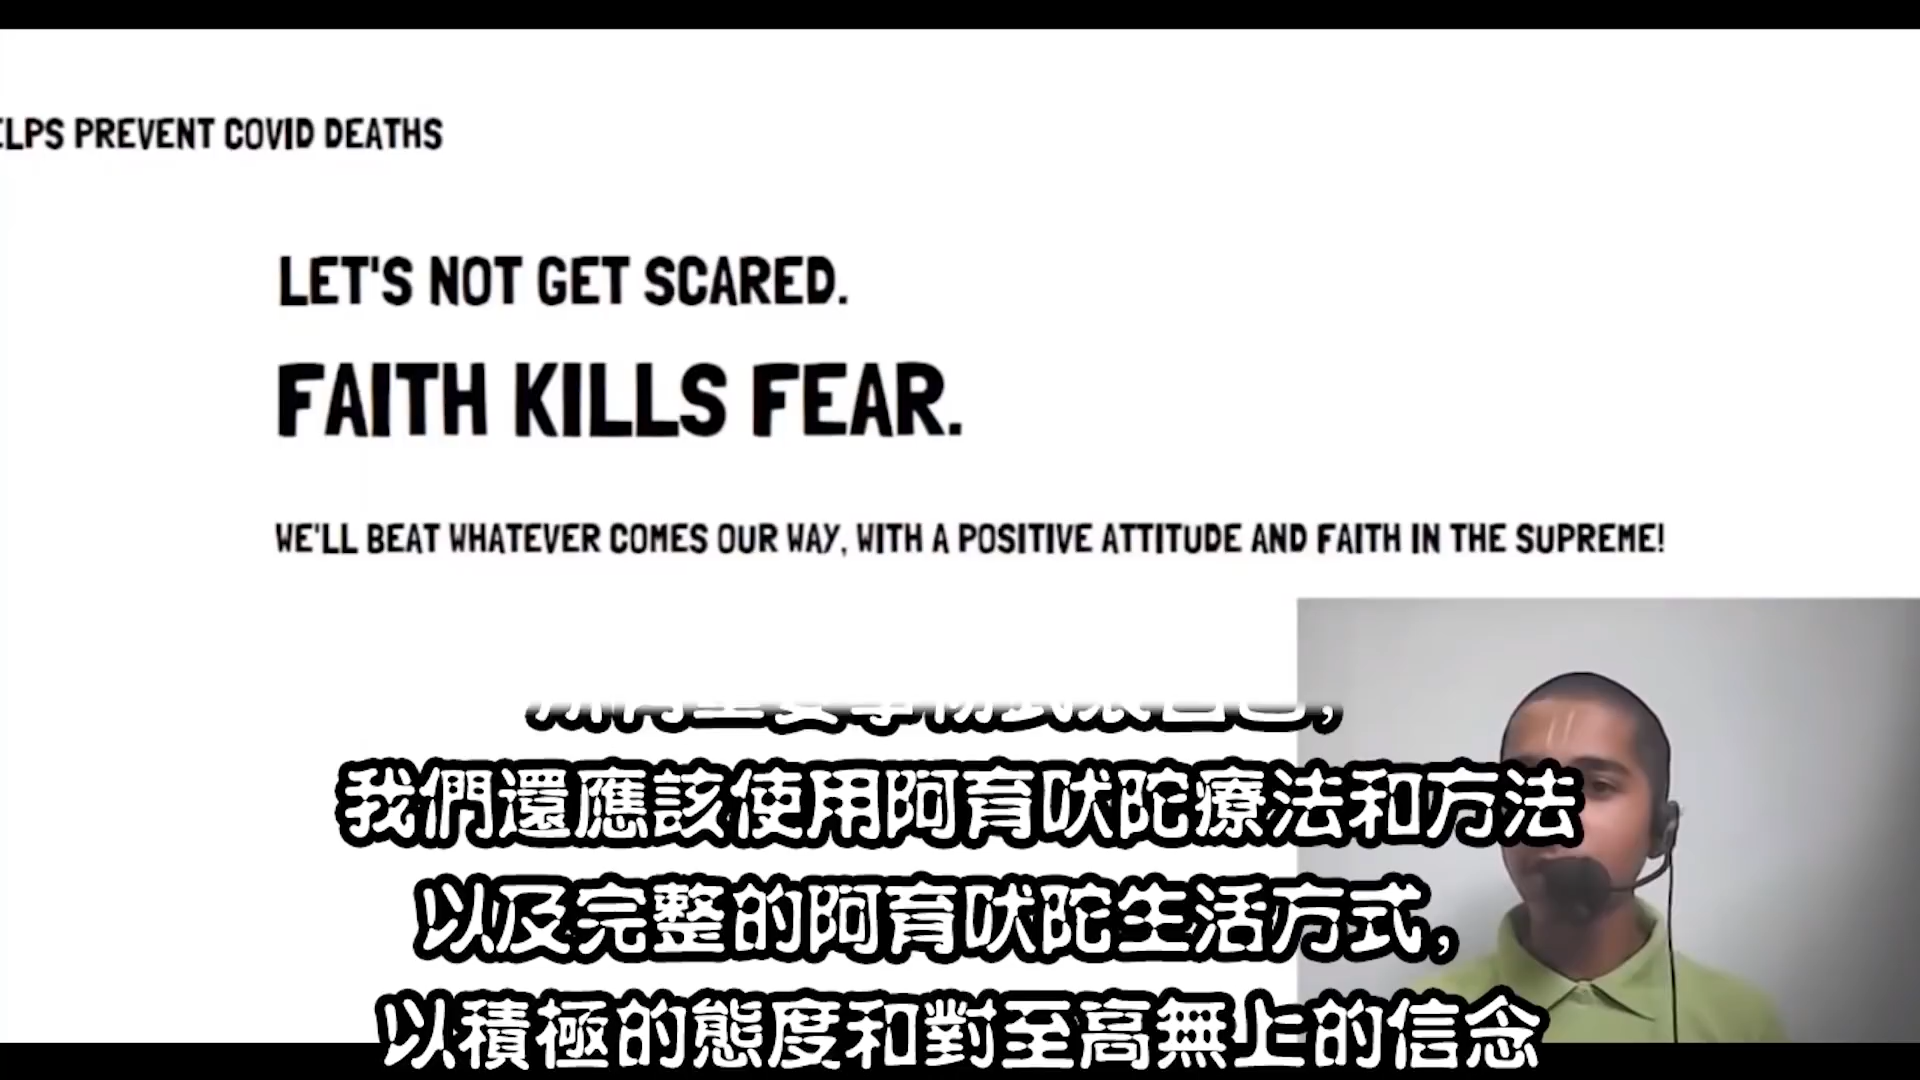 PREVENT COVID DEATHS
LET'S NOT GET SCARED.
FAITH KILLS FEAR.
WE'LL BEAT WHATEVER COMES OUR WAY, WITH A POSITIVE ATTITUDE AND FAITH IN THE SUPREME!
我們還應該使用阿育吠陀療法和方法
以及完整的阿育吠陀生活方式,
以積極的態度和對至高無上的信念